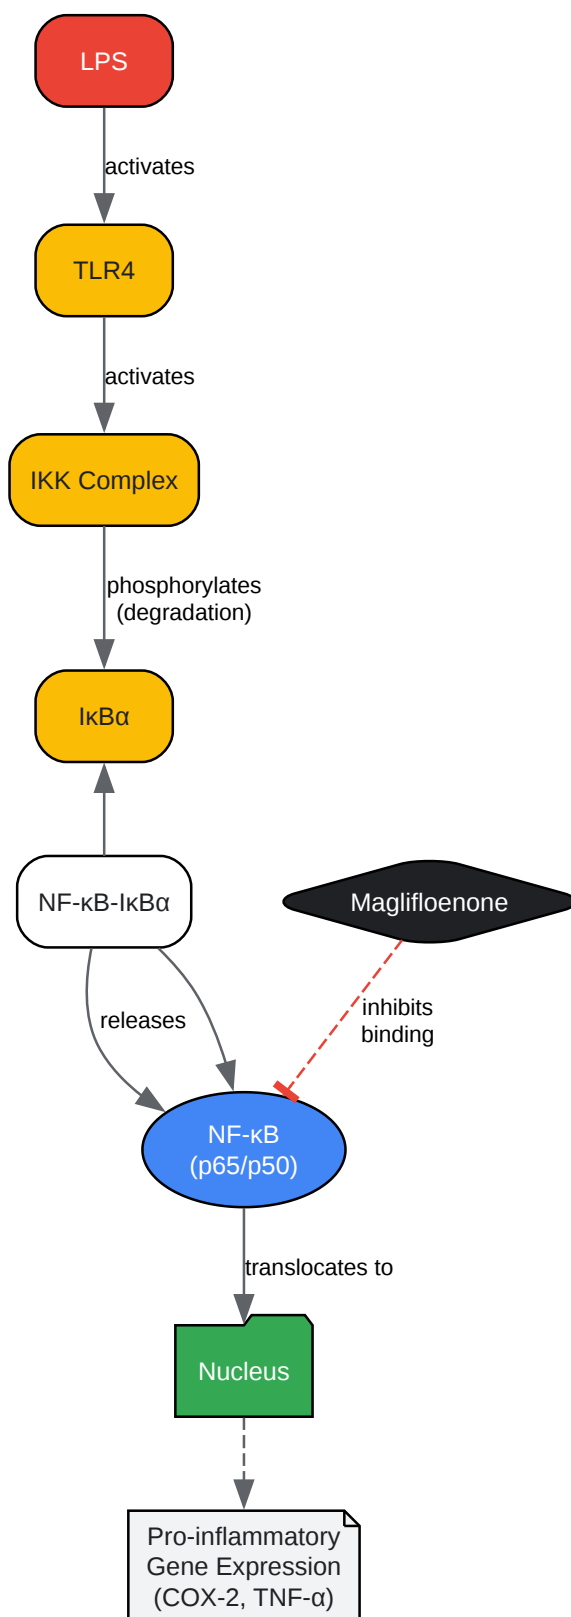 LPS
activates
TLR4
activates
IKK Complex
phosphorylates
(degradation)
IκBα
NF-κB-IκBα
Maglifloenone
releases
inhibits
binding
NF-κB
(p65/p50)
translocates to
Nucleus
Pro-inflammatory
Gene Expression
(COX-2, TNF-α)